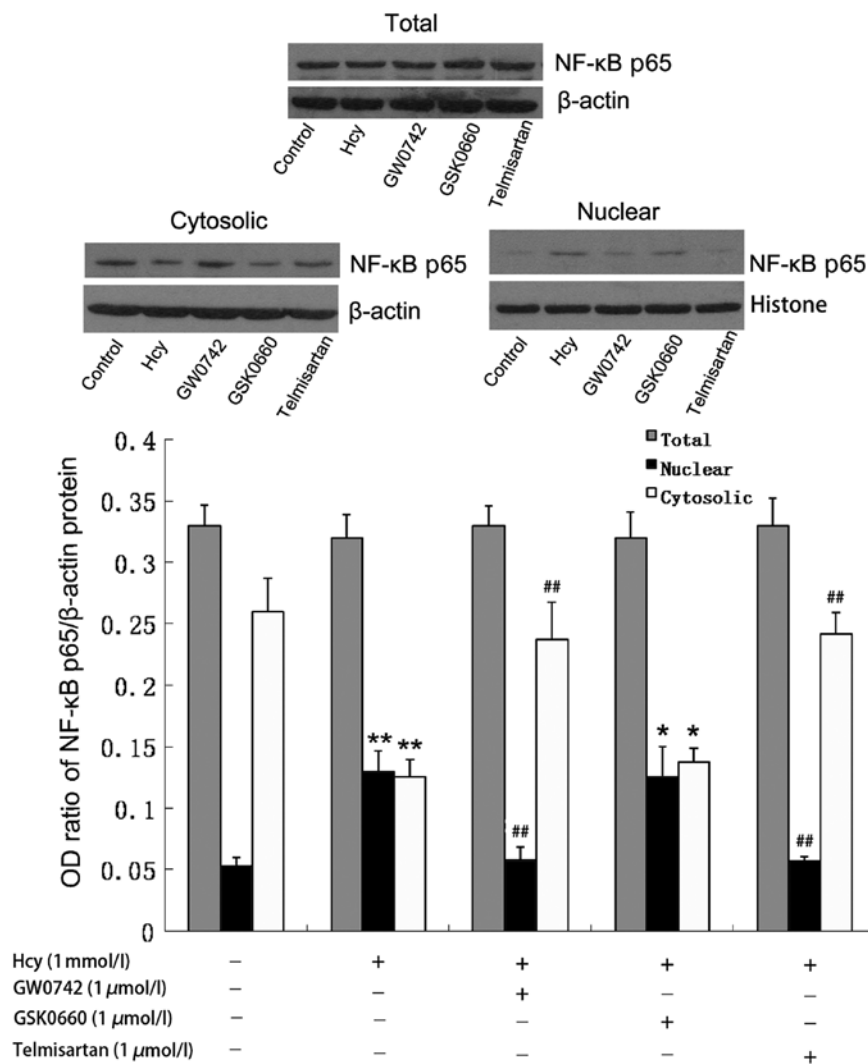 Total
NF-κB p65
β-actin
Control Hcy GW0742 GSK0660 Telmisartan
Cytosolic
NF-κB p65
β-actin
Control Hcy GW0742 GSK0660 Telmisartan
Nuclear
NF-κB p65
Histone
Control Hcy GW0742 GSK0660 Telmisartan
OD ratio of NF-κB p65/β-actin protein
0.4
0.35
0.3
0.25
0.2
0.15
0.1
0.05
0
Total
Nuclear
Cytosolic
** **
## ##
* *
## ##
Hcy (1 mmol/l) − + + + +
GW0742 (1 μmol/l) − − + − −
GSK0660 (1 μmol/l) − − − + −
Telmisartan (1 μmol/l) − − − − +